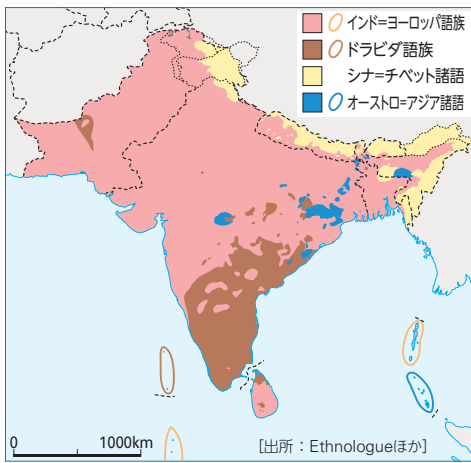 インド=ヨーロッパ語族
ドラビダ語族
シナ=チベット諸語
オーストロ=アジア諸語
0 1000km
[出所：Ethnologueほか]